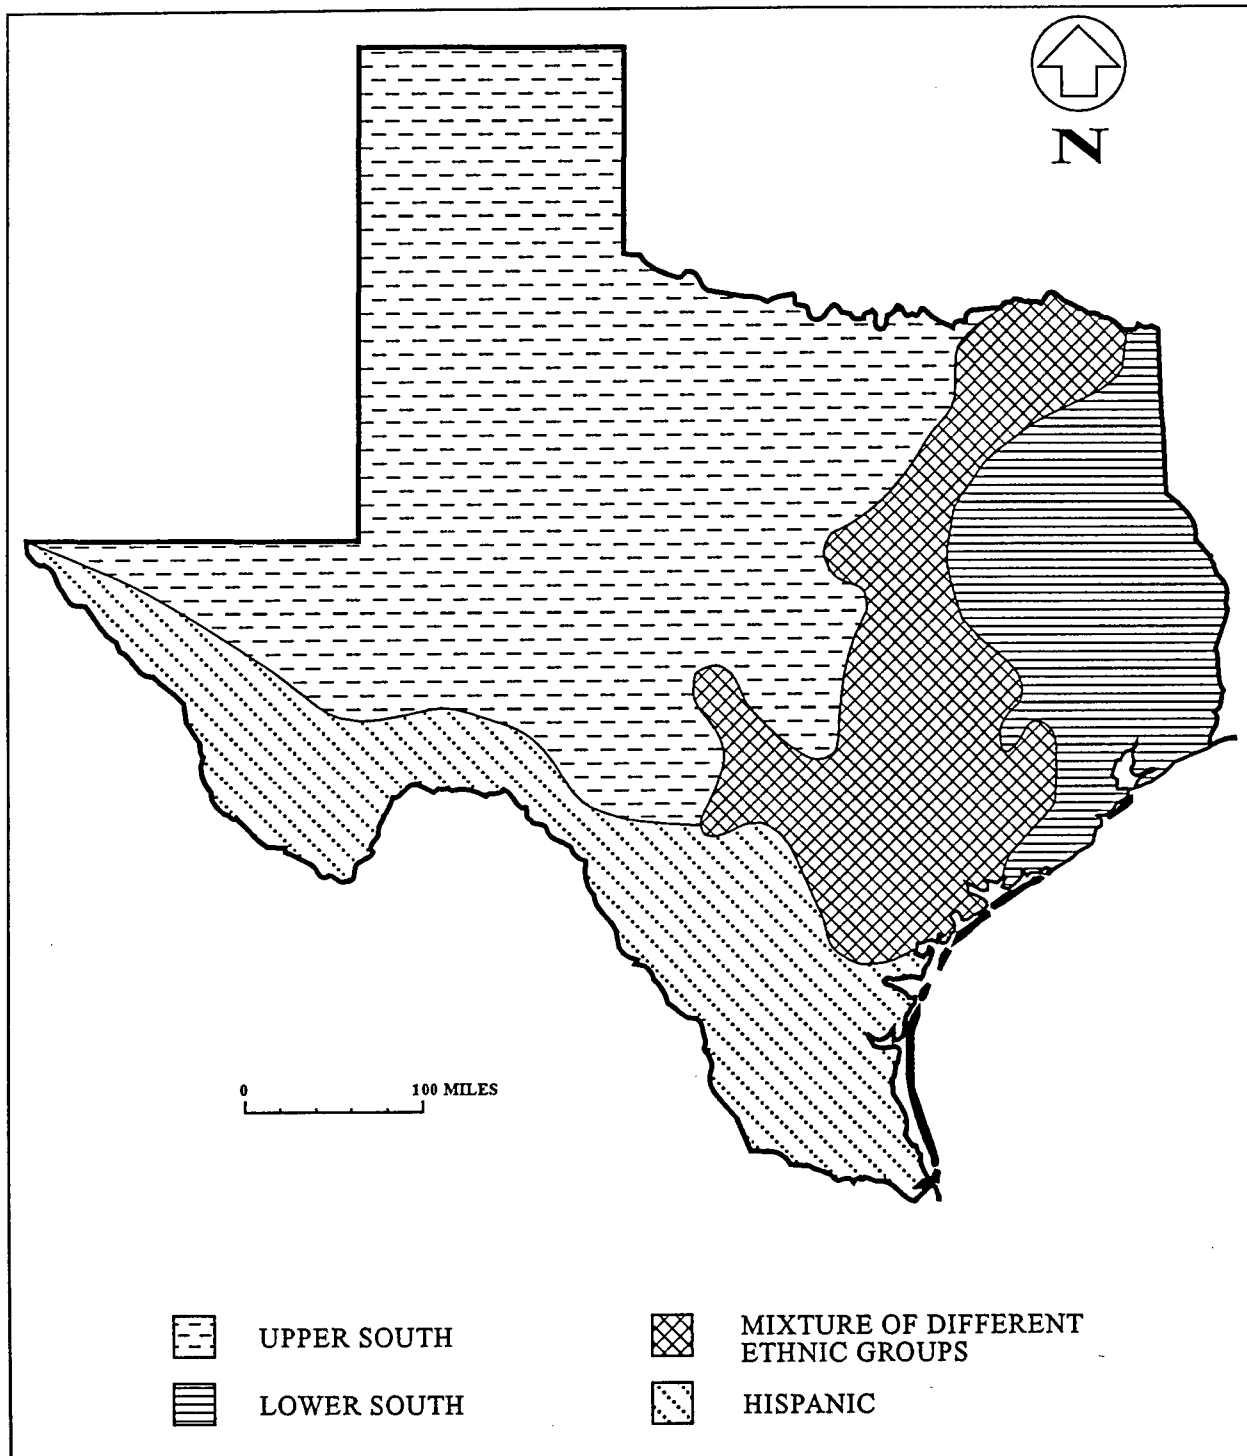 N
0 100 MILES
UPPER SOUTH
LOWER SOUTH
MIXTURE OF DIFFERENT
ETHNIC GROUPS
HISPANIC